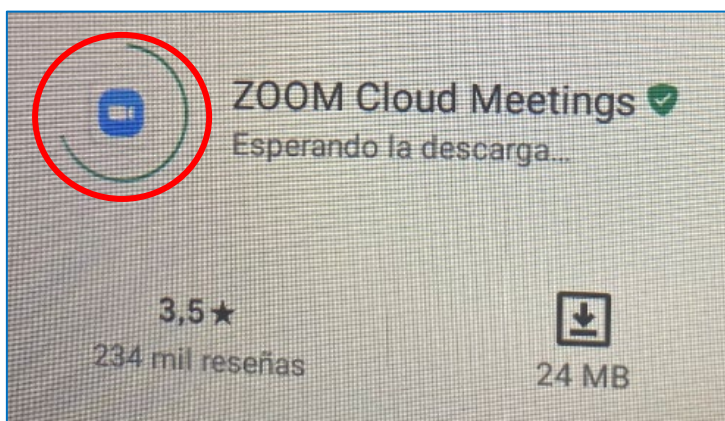 ZOOM Cloud Meetings
Esperando la descarga...
3,5★
234 mil reseñas
24 MB